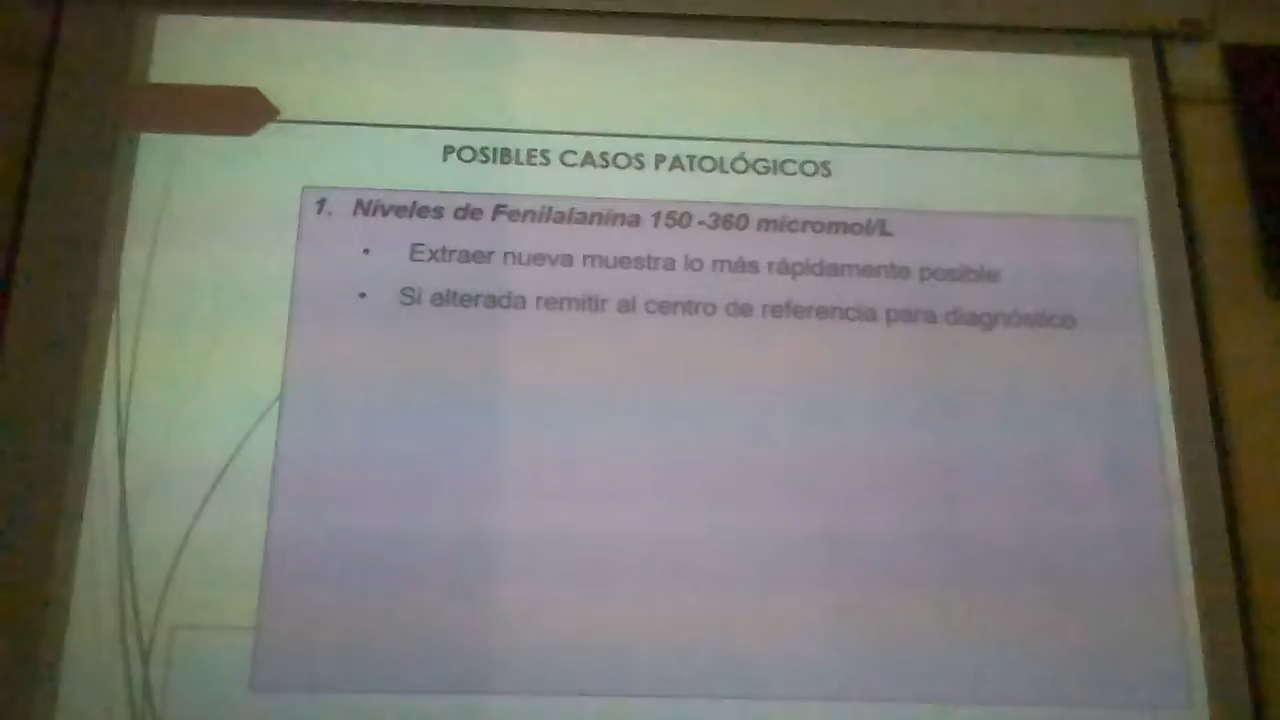 POSIBLES CASOS PATOLÓGICOS
1. Niveles de Fenilalanina 150 -360 micromol/L
• Extraer nueva muestra lo más rápidamente posible
• Si alterada remitir al centro de referencia para diagnóstico